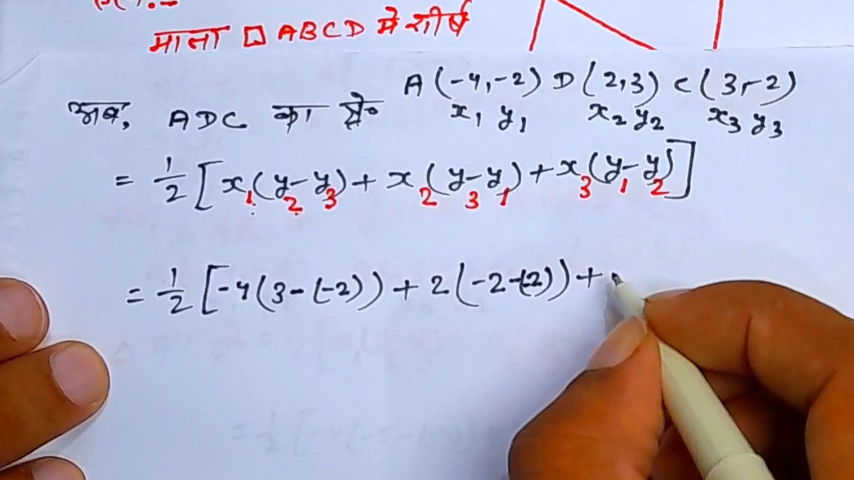 माना □ ABCD में शीर्ष
A(-4,-2) D(2,3) C(3,-2)
अब, ADC का क्षे०
x₁ y₁ x₂ y₂ x₃ y₃
= 1/2 [x₁(y₂-y₃) + x₂(y₃-y₁) + x₃(y₁-y₂)]
= 1/2 [-4(3-(-2)) + 2(-2-(-2)) +